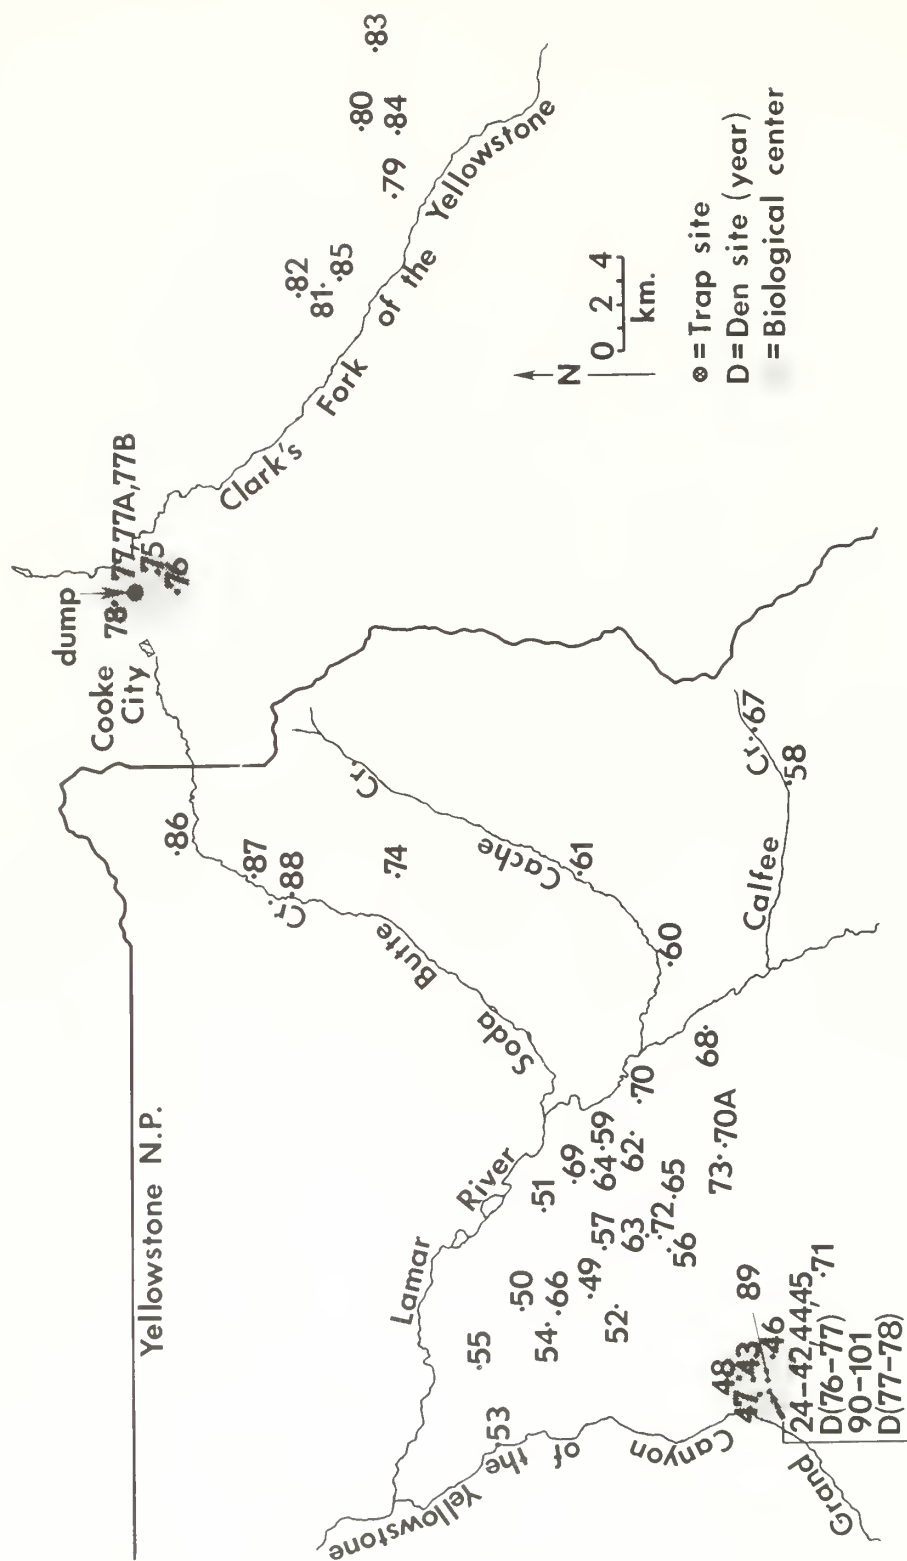 Yellowstone N.P.
dump
Cooke
City
78
77,77A,77B
75
76
86
87
88
74
Soda Butte Cr.
Cache Cr.
61
60
Calfee Cr.
67
58
Clark's Fork of the Yellowstone
82
81
85
79
80
84
83
Lamar River
55
50
54
66
49
52
53
51
69
64
59
57
62
63
72
65
56
70
68
73
70A
71
Grand Canyon of the Yellowstone
48
47
43
46
89
24-42,44,45
D(76-77)
90-101
D(77-78)
N
0 2 4
km.
⊗=Trap site
D=Den site (year)
=Biological center